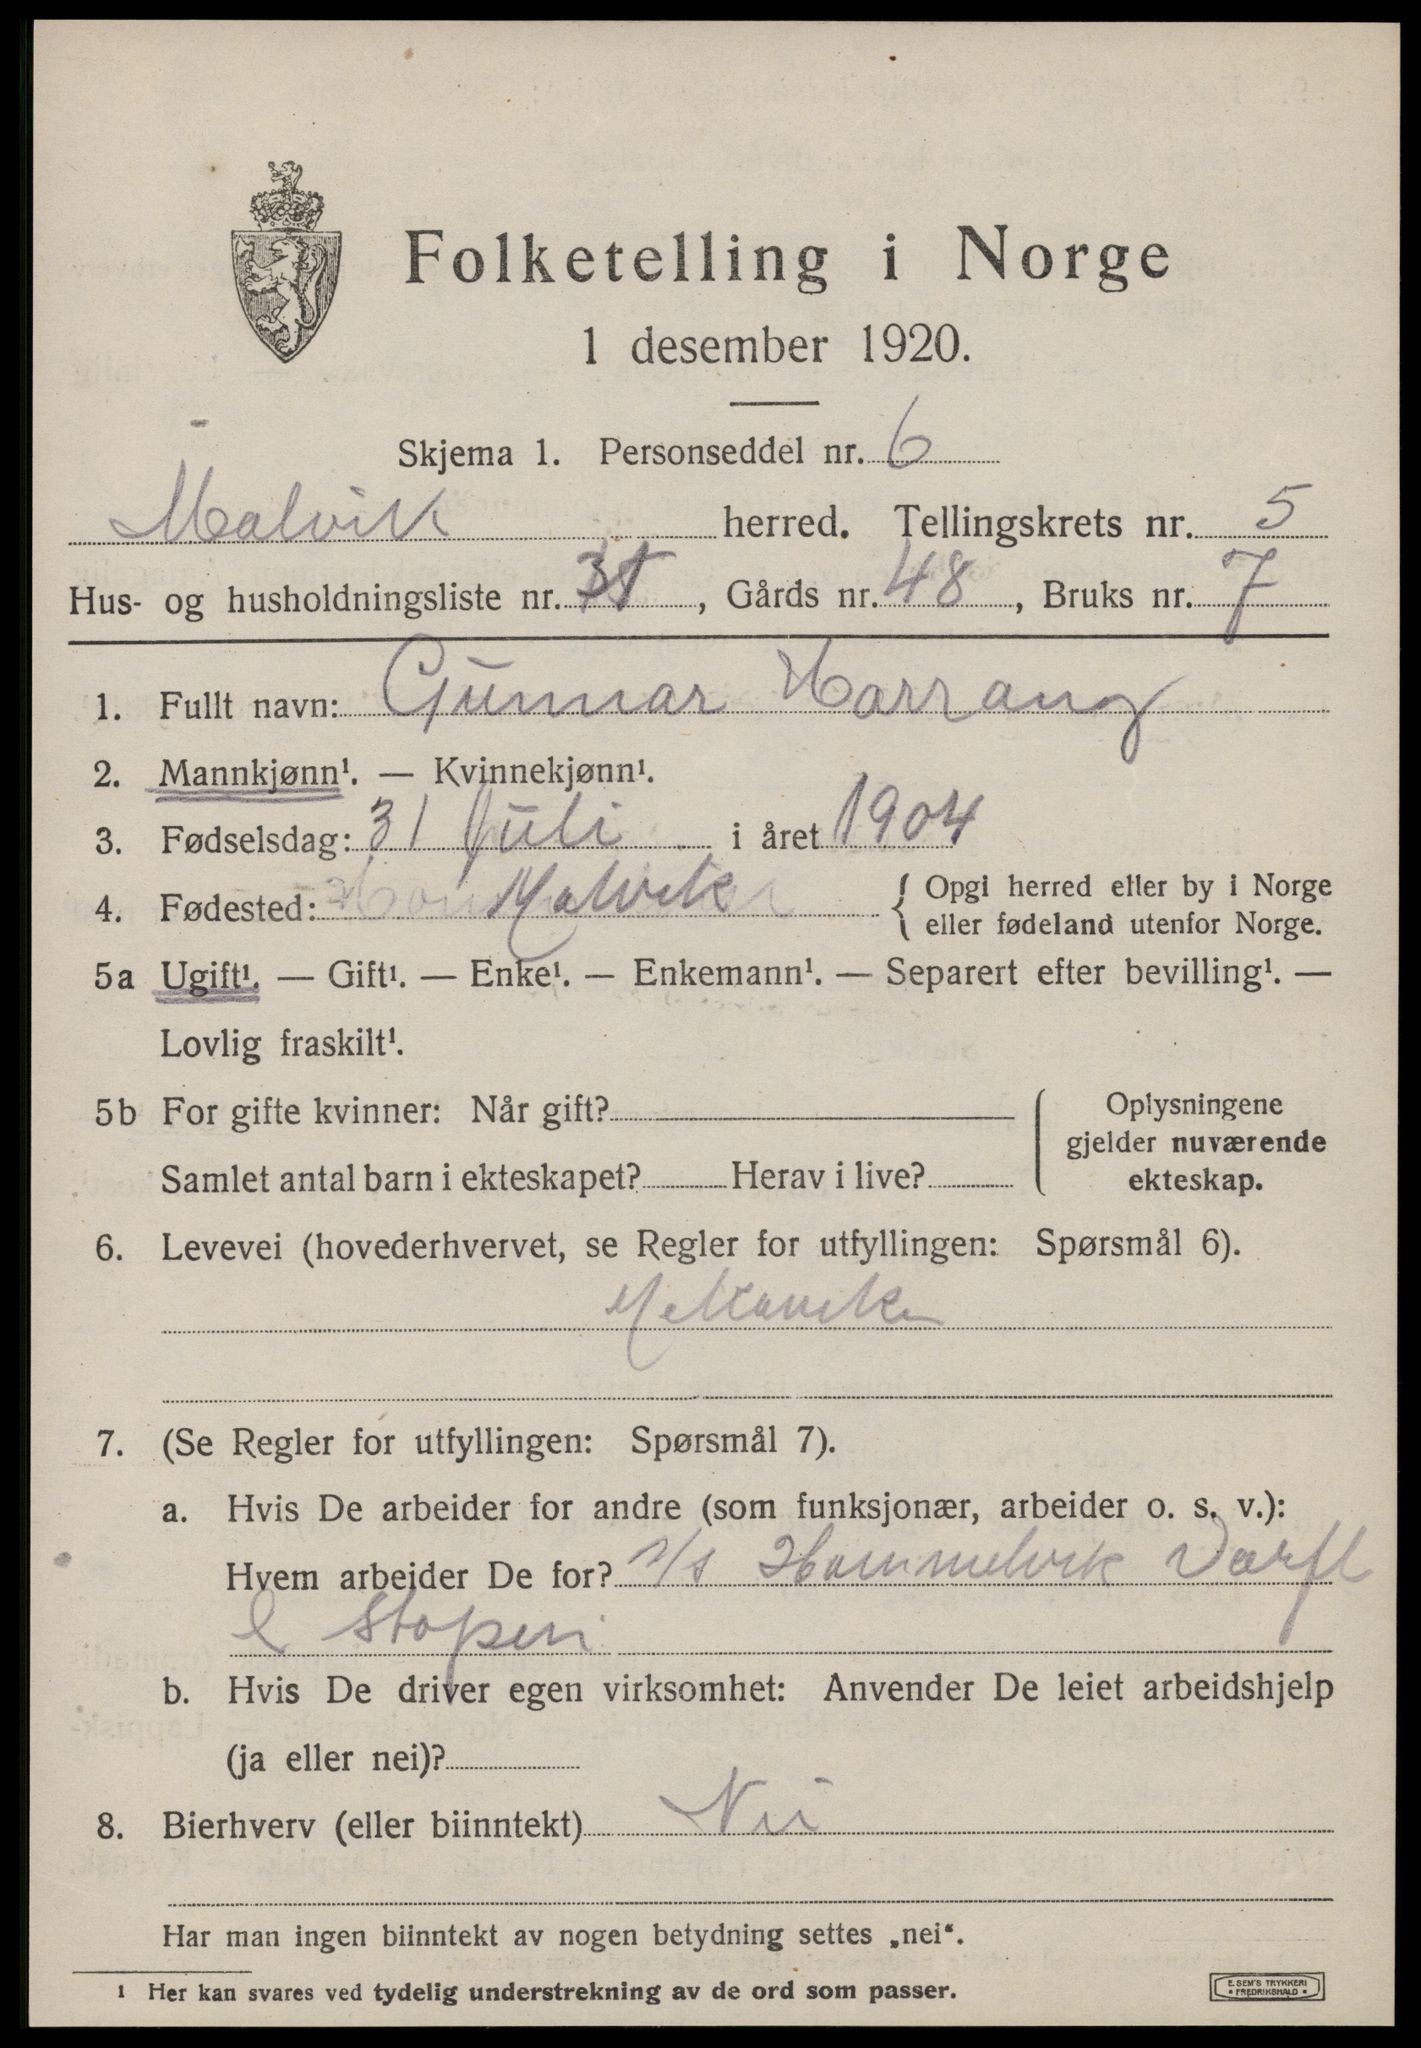 Folketelling i Norge
1 desember 1920.
Skjema 1. Personseddel nr. 6
Malvik herred. Tellingskrets nr. 5
Hus- og husholdningsliste nr. , Gårds nr. 48, Bruks nr. 7
1. Fullt navn: Gunnar Harrang
2. Mannkjønn¹. — Kvinnekjønn¹.
3. Fødselsdag: 31 Juli i året 1904
4. Fødested: Malvik { Opgi herred eller by i Norge
eller fødeland utenfor Norge.
5a Ugift¹. — Gift¹. — Enke¹. — Enkemann¹. — Separert efter bevilling¹. —
Lovlig fraskilt¹.
5b For gifte kvinner: Når gift?
Samlet antal barn i ekteskapet? Herav i live?
Oplysningene
gjelder nuværende
ekteskap.
6. Levevei (hovederhvervet, se Regler for utfyllingen: Spørsmål 6).
7. (Se Regler for utfyllingen: Spørsmål 7).
a. Hvis De arbeider for andre (som funksjonær, arbeider o. s. v.):
Hvem arbejder De for? Hommelvik
& Støperi
b. Hvis De driver egen virksomhet: Anvender De leiet arbeidshjelp
(ja eller nei)?
8. Bierhverv (eller biinntekt) Nei
Har man ingen biinntekt av nogen betydning settes „nei“.
¹ Her kan svares ved tydelig understrekning av de ord som passer.
E. SEM'S TRYKKERI
• FREDRIKSHALD •